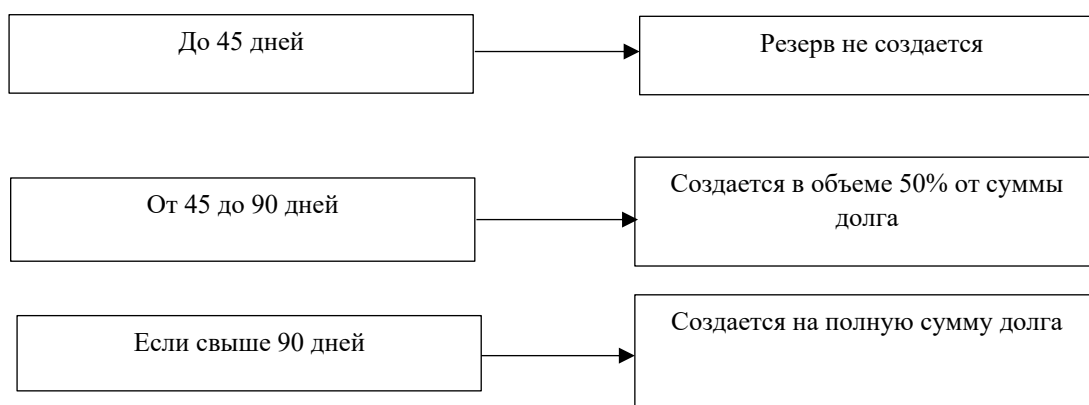 До 45 дней
Резерв не создается
От 45 до 90 дней
Создается в объеме 50% от суммы
долга
Если свыше 90 дней
Создается на полную сумму долга